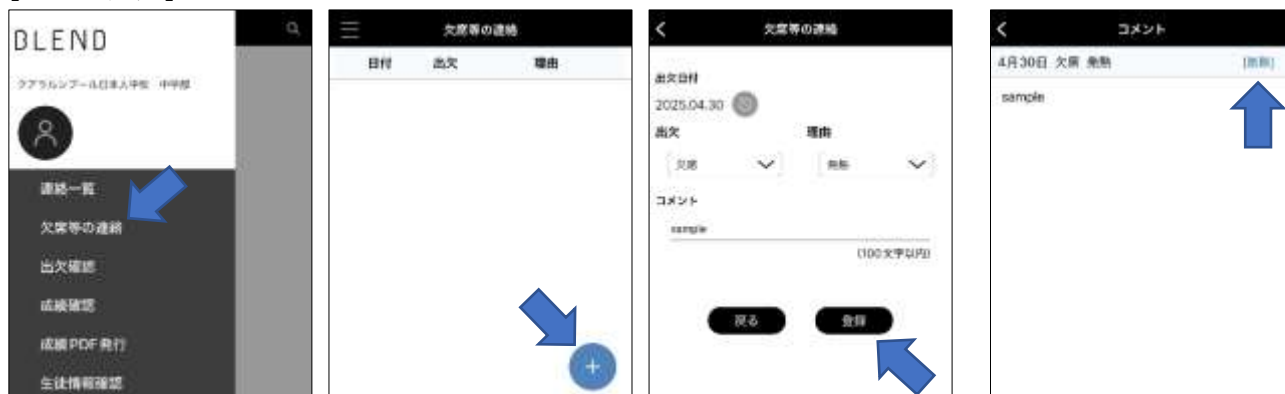 BLEND
クアラルンプール日本人学校 中学部
連絡一覧
欠席等の連絡
出欠確認
成績確認
成績PDF発行
生徒情報確認
欠席等の連絡
日付 出欠 理由
+
欠席等の連絡
出欠日付
2025.04.30
出欠 理由
欠席 発熱
コメント
sample
(100文字以内)
戻る 登録
コメント
4月30日 欠席 発熱 [削除]
sample